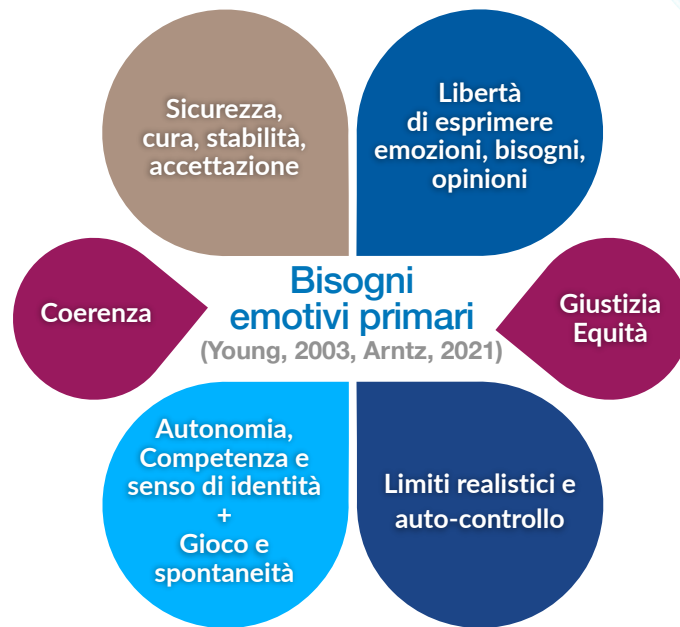 Sicurezza,
cura, stabilità,
accettazione
Libertà
di esprimere
emozioni, bisogni,
opinioni
Coerenza
Bisogni
emotivi primari
(Young, 2003, Arntz, 2021)
Giustizia
Equità
Autonomia,
Competenza e
senso di identità
+
Gioco e
spontaneità
Limiti realistici e
auto-controllo